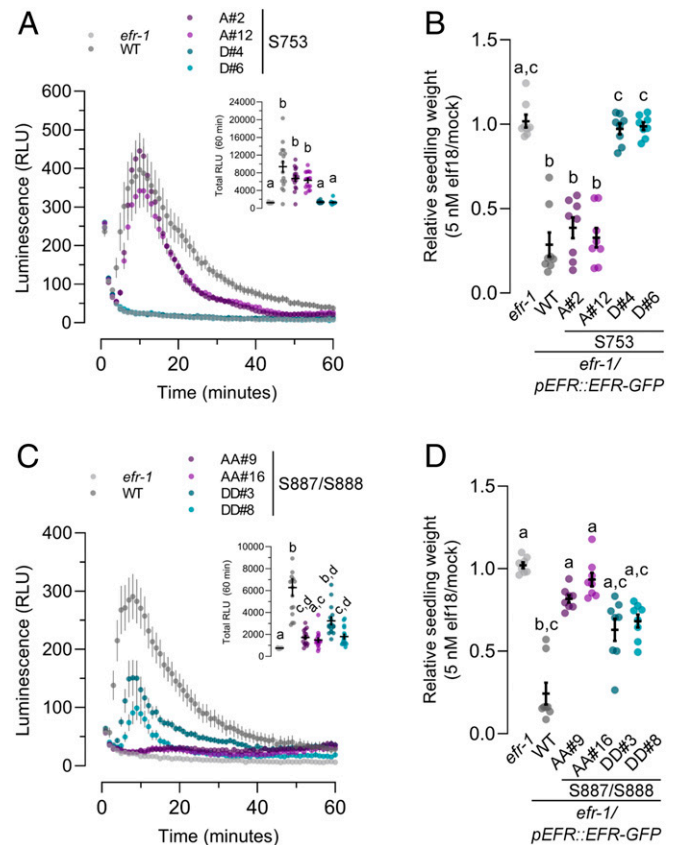 A
efr-1
WT
A#2
A#12
D#4
D#6
S753
Luminescence (RLU)
600
500
400
300
200
100
0
0
20
40
60
Time (minutes)
Total RLU (60 min)
24000
20000
16000
12000
8000
4000
0
a
b
b
b
a
a
B
Relative seedling weight
(5 nM elf18/mock)
1.5
1.0
0.5
0.0
a,c
b
b
b
c
c
efr-1
WT
A#2
A#12
D#4
D#6
S753
efr-1/
pEFR::EFR-GFP
C
efr-1
WT
AA#9
AA#16
DD#3
DD#8
S887/S888
Luminescence (RLU)
400
300
200
100
0
0
20
40
60
Time (minutes)
Total RLU (60 min)
10000
8000
6000
4000
2000
0
a
b
c,d
a,c
b,d
c,d
D
Relative seedling weight
(5 nM elf18/mock)
1.5
1.0
0.5
0.0
a
b,c
a
a
a,c
a,c
efr-1
WT
AA#9
AA#16
DD#3
DD#8
S887/S888
efr-1/
pEFR::EFR-GFP